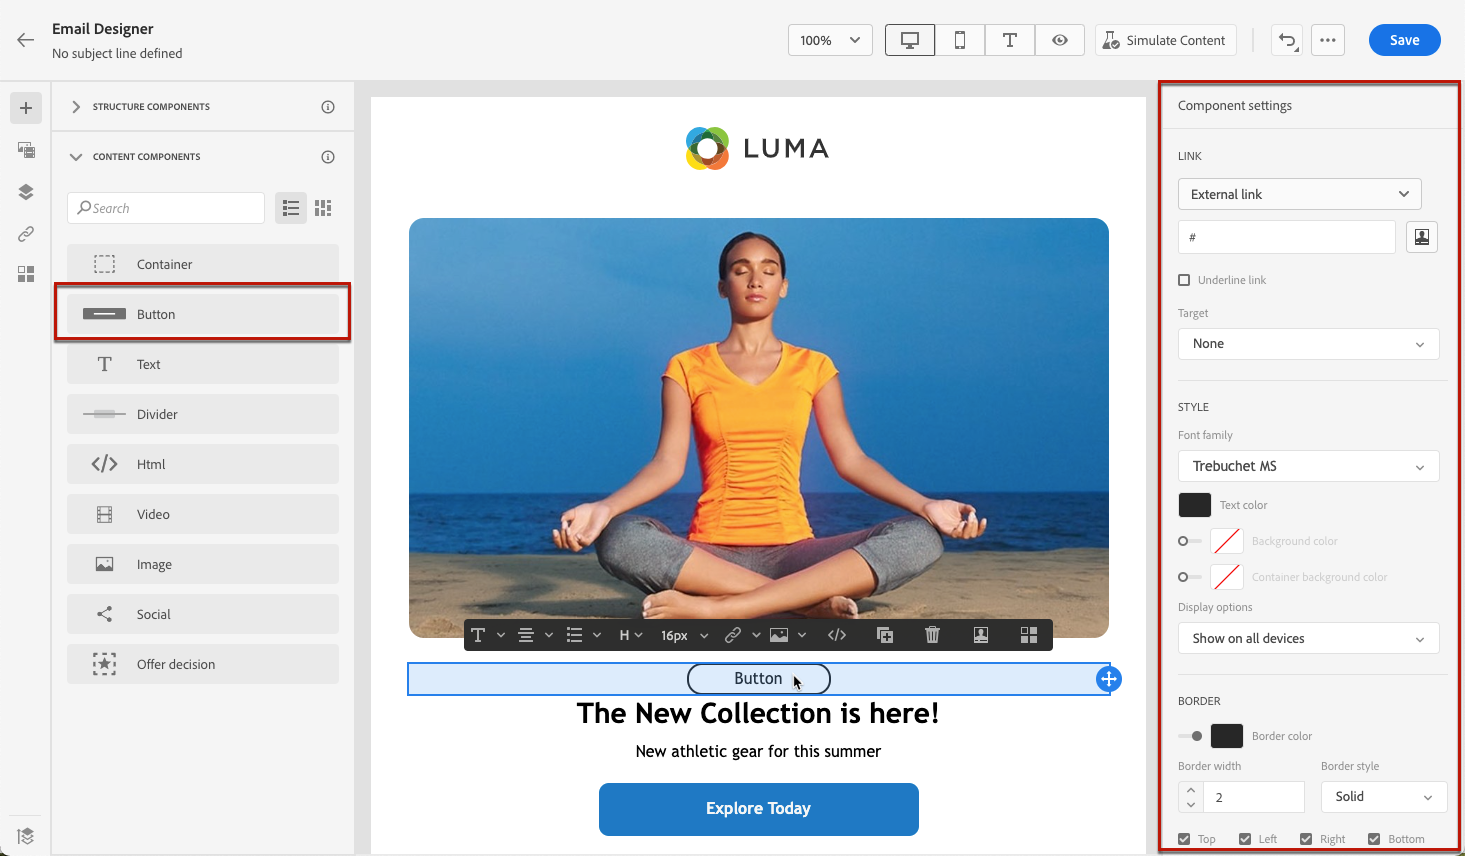 Email Designer
No subject line defined
100%
Simulate Content
Save
STRUCTURE COMPONENTS
CONTENT COMPONENTS
Search
Container
Button
Text
Divider
Html
Video
Image
Social
Offer decision
LUMA
H
16px
Button
The New Collection is here!
New athletic gear for this summer
Explore Today
Component settings
LINK
External link
#
Underline link
Target
None
STYLE
Font family
Trebuchet MS
Text color
Background color
Container background color
Display options
Show on all devices
BORDER
Border color
Border width Border style
2 Solid
Top Left Right Bottom